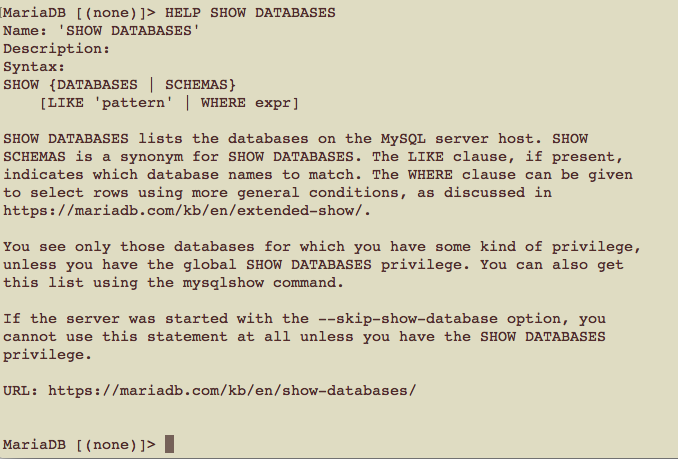 MariaDB [(none)]> HELP SHOW DATABASES
Name: 'SHOW DATABASES'
Description:
Syntax:
SHOW {DATABASES | SCHEMAS}
    [LIKE 'pattern' | WHERE expr]

SHOW DATABASES lists the databases on the MySQL server host. SHOW
SCHEMAS is a synonym for SHOW DATABASES. The LIKE clause, if present,
indicates which database names to match. The WHERE clause can be given
to select rows using more general conditions, as discussed in
https://mariadb.com/kb/en/extended-show/.

You see only those databases for which you have some kind of privilege,
unless you have the global SHOW DATABASES privilege. You can also get
this list using the mysqlshow command.

If the server was started with the --skip-show-database option, you
cannot use this statement at all unless you have the SHOW DATABASES
privilege.

URL: https://mariadb.com/kb/en/show-databases/

MariaDB [(none)]>